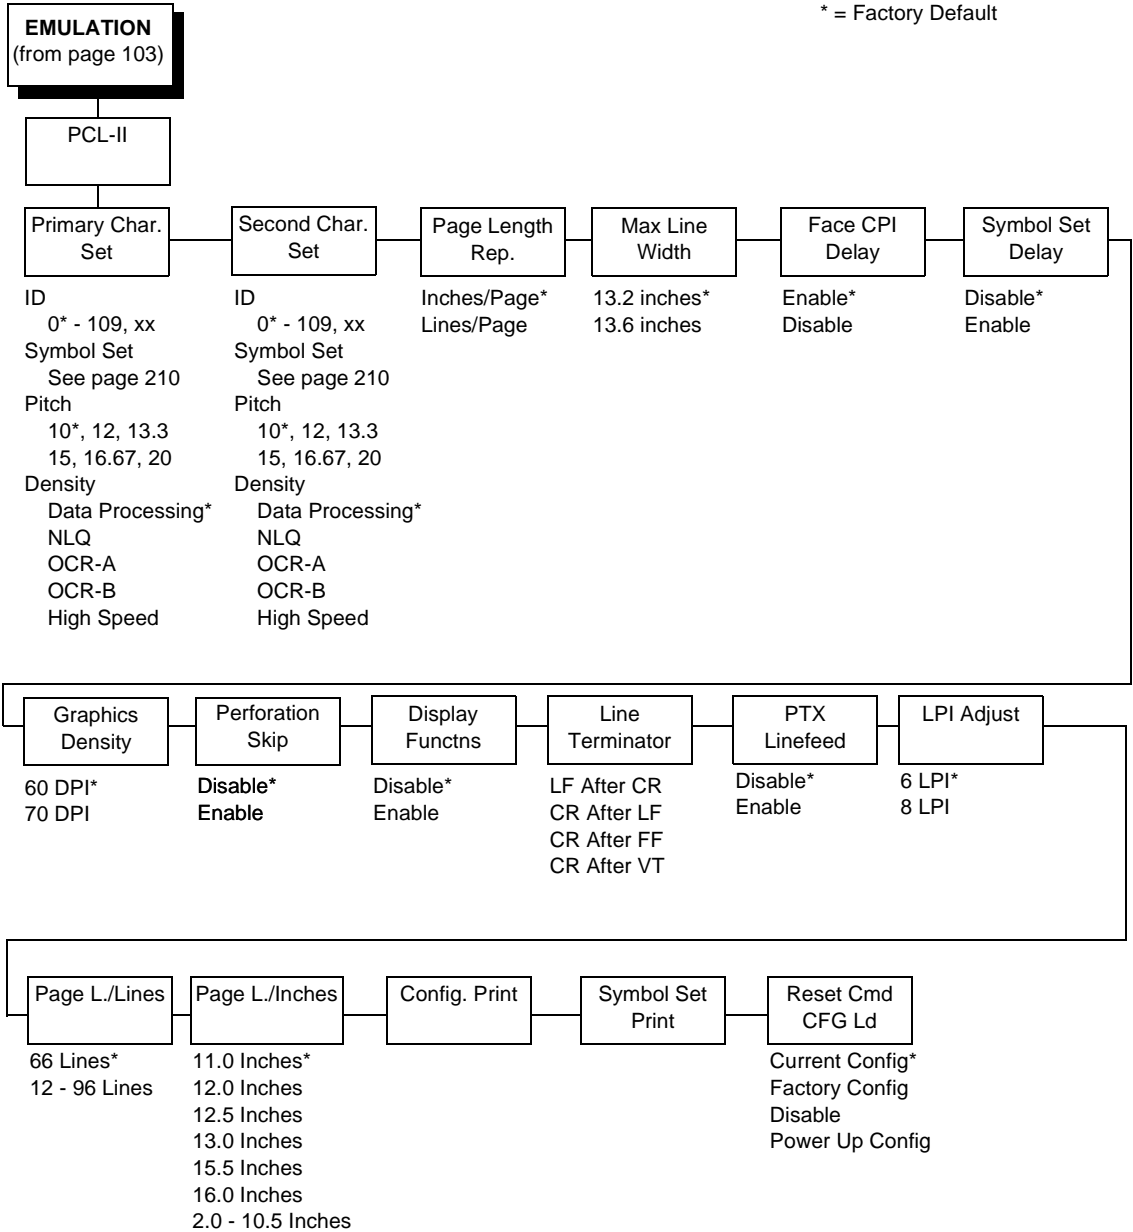 * = Factory Default
EMULATION
(from page 103)
PCL-II
Primary Char.
Set
ID
0* - 109, xx
Symbol Set
See page 210
Pitch
10*, 12, 13.3
15, 16.67, 20
Density
Data Processing*
NLQ
OCR-A
OCR-B
High Speed
Second Char.
Set
ID
0* - 109, xx
Symbol Set
See page 210
Pitch
10*, 12, 13.3
15, 16.67, 20
Density
Data Processing*
NLQ
OCR-A
OCR-B
High Speed
Page Length
Rep.
Inches/Page*
Lines/Page
Max Line
Width
13.2 inches*
13.6 inches
Face CPI
Delay
Enable*
Disable
Symbol Set
Delay
Disable*
Enable
Graphics
Density
60 DPI*
70 DPI
Perforation
Skip
Disable*
Enable
Display
Functns
Disable*
Enable
Line
Terminator
LF After CR
CR After LF
CR After FF
CR After VT
PTX
Linefeed
Disable*
Enable
LPI Adjust
6 LPI*
8 LPI
Page L./Lines
66 Lines*
12 - 96 Lines
Page L./Inches
11.0 Inches*
12.0 Inches
12.5 Inches
13.0 Inches
15.5 Inches
16.0 Inches
2.0 - 10.5 Inches
Config. Print
Symbol Set
Print
Reset Cmd
CFG Ld
Current Config*
Factory Config
Disable
Power Up Config